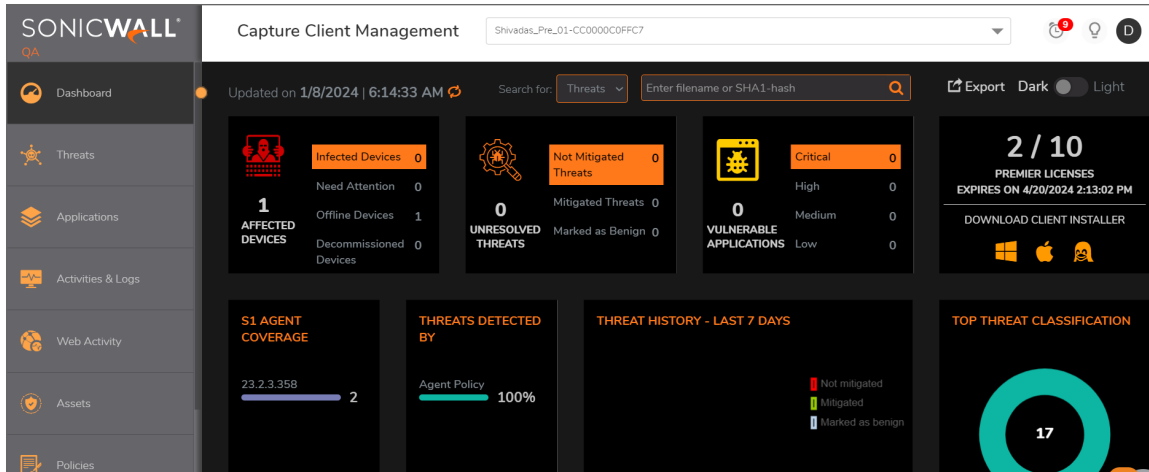 SONICWALL
QA
Capture Client Management
Shivadas_Pre_01-CC0000C0FFC7
9
D
Dashboard
Threats
Applications
Activities & Logs
Web Activity
Assets
Policies
Updated on 1/8/2024 | 6:14:33 AM
Search for:
Threats
Enter filename or SHA1-hash
Export
Dark
Light
1
AFFECTED
DEVICES
Infected Devices 0
Need Attention 0
Offline Devices 1
Decommissioned 0
Devices
0
UNRESOLVED
THREATS
Not Mitigated 0
Threats
Mitigated Threats 0
Marked as Benign 0
0
VULNERABLE
APPLICATIONS
Critical 0
High 0
Medium 0
Low 0
2 / 10
PREMIER LICENSES
EXPIRES ON 4/20/2024 2:13:02 PM
DOWNLOAD CLIENT INSTALLER
S1 AGENT
COVERAGE
23.2.3.358
2
THREATS DETECTED
BY
Agent Policy
100%
THREAT HISTORY - LAST 7 DAYS
Not mitigated
Mitigated
Marked as benign
TOP THREAT CLASSIFICATION
17